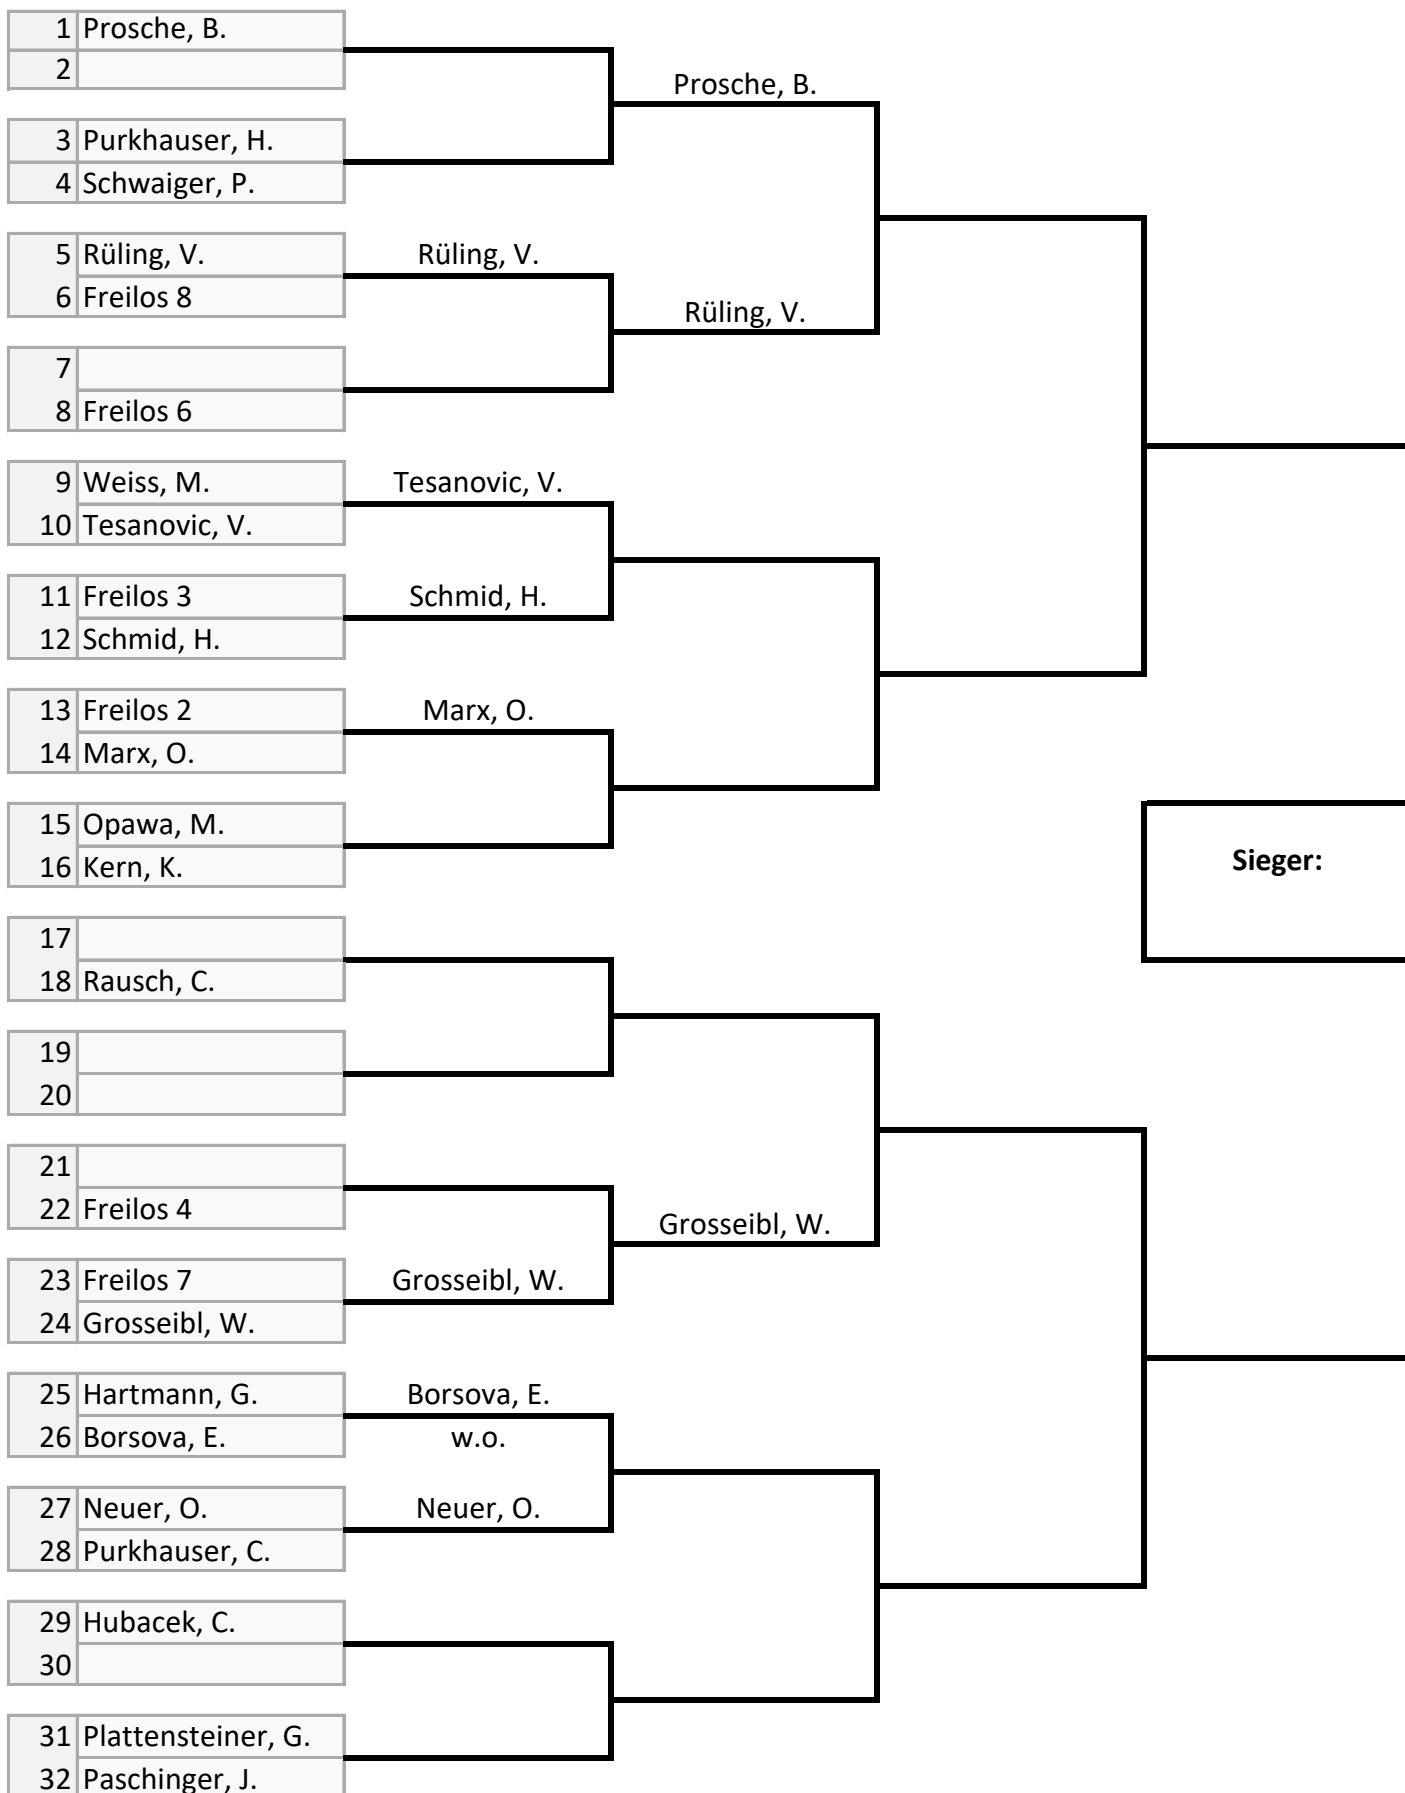 1 Prosche, B.
2
Prosche, B.
3 Purkhauser, H.
4 Schwaiger, P.
5 Rüling, V. Rüling, V.
6 Freilos 8
Rüling, V.
7
8 Freilos 6
9 Weiss, M. Tesanovic, V.
10 Tesanovic, V.
11 Freilos 3 Schmid, H.
12 Schmid, H.
13 Freilos 2 Marx, O.
14 Marx, O.
15 Opawa, M.
16 Kern, K.
Sieger:
17
18 Rausch, C.
19
20
21
22 Freilos 4
Grosseibl, W.
23 Freilos 7 Grosseibl, W.
24 Grosseibl, W.
25 Hartmann, G. Borsova, E.
26 Borsova, E. w.o.
27 Neuer, O. Neuer, O.
28 Purkhauser, C.
29 Hubacek, C.
30
31 Plattensteiner, G.
32 Paschinger, J.